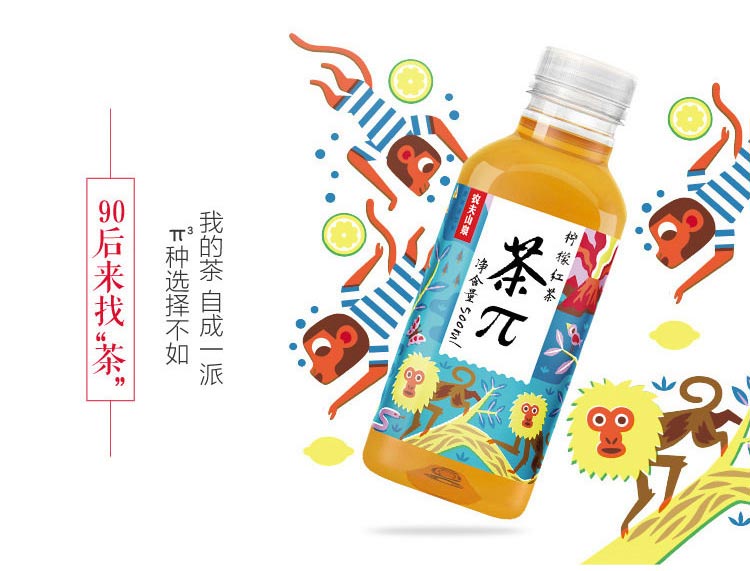 90后来找“茶”
我的茶 自成一派
π³种选择不如
农夫山泉
柠檬红茶
茶π
净含量500ml